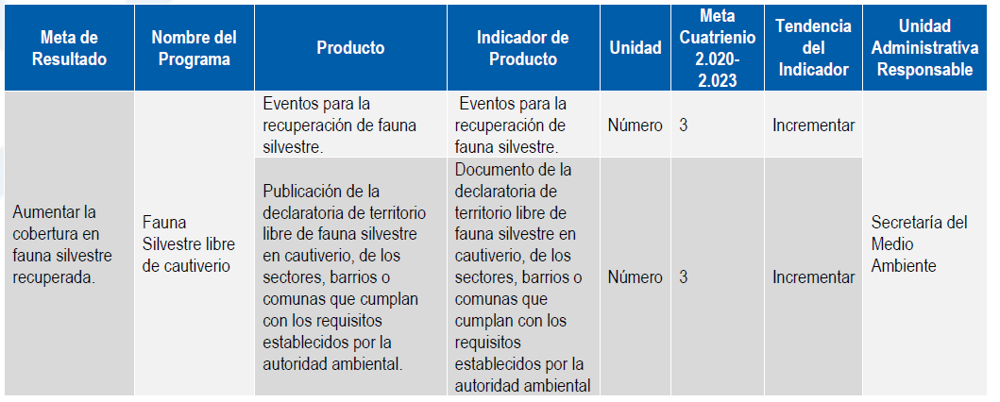 Meta de
Resultado
Nombre del
Programa
Producto
Indicador de
Producto
Unidad
Meta
Cuatrienio
2.020-
2.023
Tendencia
del
Indicador
Unidad
Administrativa
Responsable
Aumentar la
cobertura en
fauna silvestre
recuperada.
Fauna
Silvestre libre
de cautiverio
Eventos para la
recuperación de fauna
silvestre.
Eventos para la
recuperación de
fauna silvestre.
Número
3
Incrementar
Secretaría del
Medio
Ambiente
Publicación de la
declaratoria de territorio
libre de fauna silvestre
en cautiverio, de los
sectores, barrios o
comunas que cumplan
con los requisitos
establecidos por la
autoridad ambiental.
Documento de la
declaratoria de
territorio libre de
fauna silvestre en
cautiverio, de los
sectores, barrios o
comunas que
cumplan con los
requisitos
establecidos por la
autoridad ambiental
Número
3
Incrementar